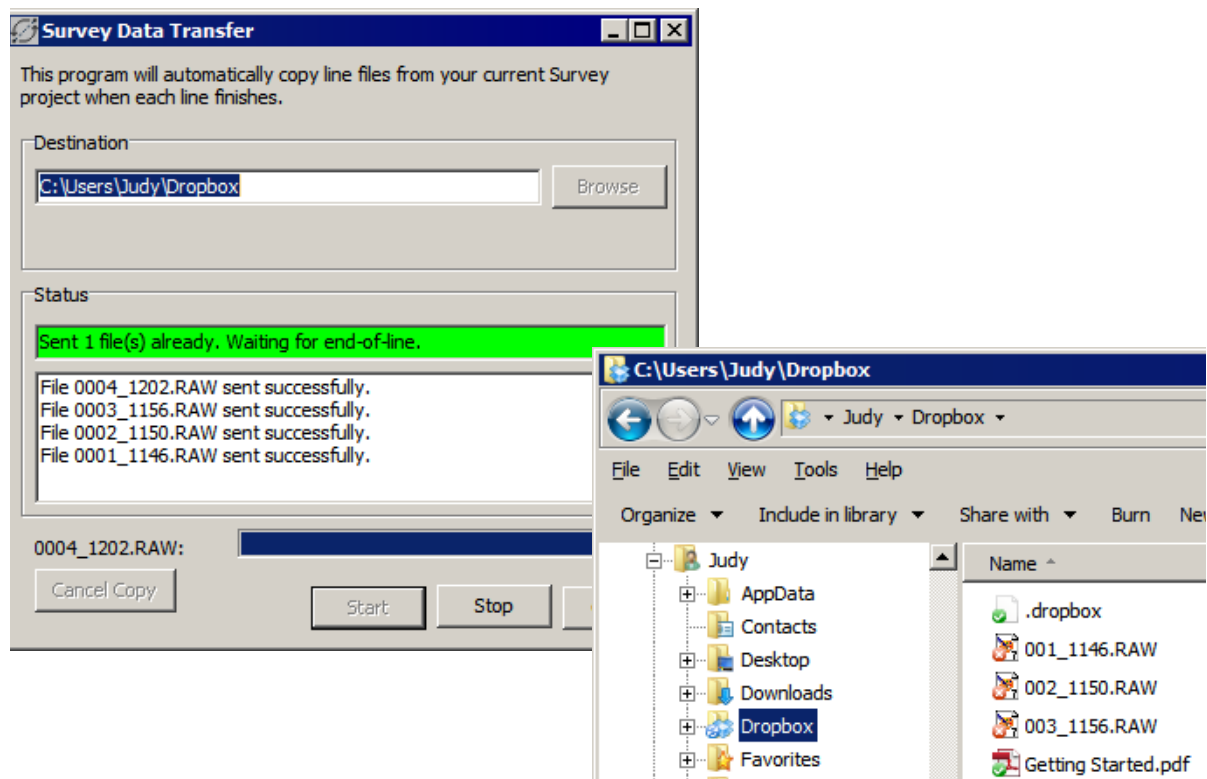 Survey Data Transfer
This program will automatically copy line files from your current Survey
project when each line finishes.
Destination
C:\Users\Judy\Dropbox
Browse
Status
Sent 1 file(s) already. Waiting for end-of-line.
File 0004_1202.RAW sent successfully.
File 0003_1156.RAW sent successfully.
File 0002_1150.RAW sent successfully.
File 0001_1146.RAW sent successfully.
0004_1202.RAW:
Cancel Copy
Start
Stop
C:\Users\Judy\Dropbox
Judy Dropbox
File Edit View Tools Help
Organize Include in library Share with Burn
Judy
AppData
Contacts
Desktop
Downloads
Dropbox
Favorites
Name
.dropbox
001_1146.RAW
002_1150.RAW
003_1156.RAW
Getting Started.pdf